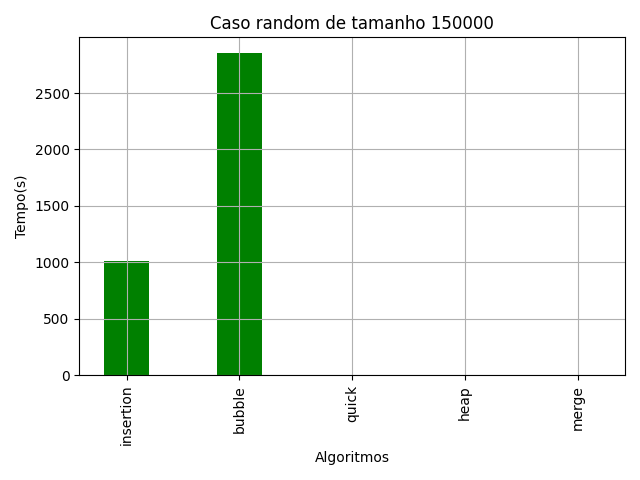 Caso random de tamanho 150000
Tempo(s)
2500
2000
1500
1000
500
0
insertion
bubble
quick
heap
merge
Algoritmos